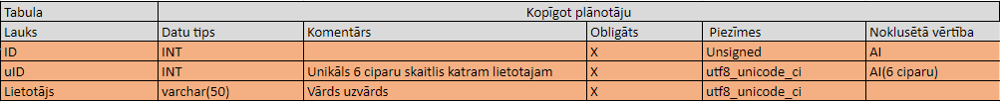 Tabula Kopīgot plānotāju
Lauks Datu tips Komentārs Obligāts Piezīmes Noklusētā vērtība
ID INT X Unsigned AI
uID INT Unikāls 6 ciparu skaitlis katram lietotajam X utf8_unicode_ci AI(6 ciparu)
Lietotājs varchar(50) Vārds uzvārds X utf8_unicode_ci